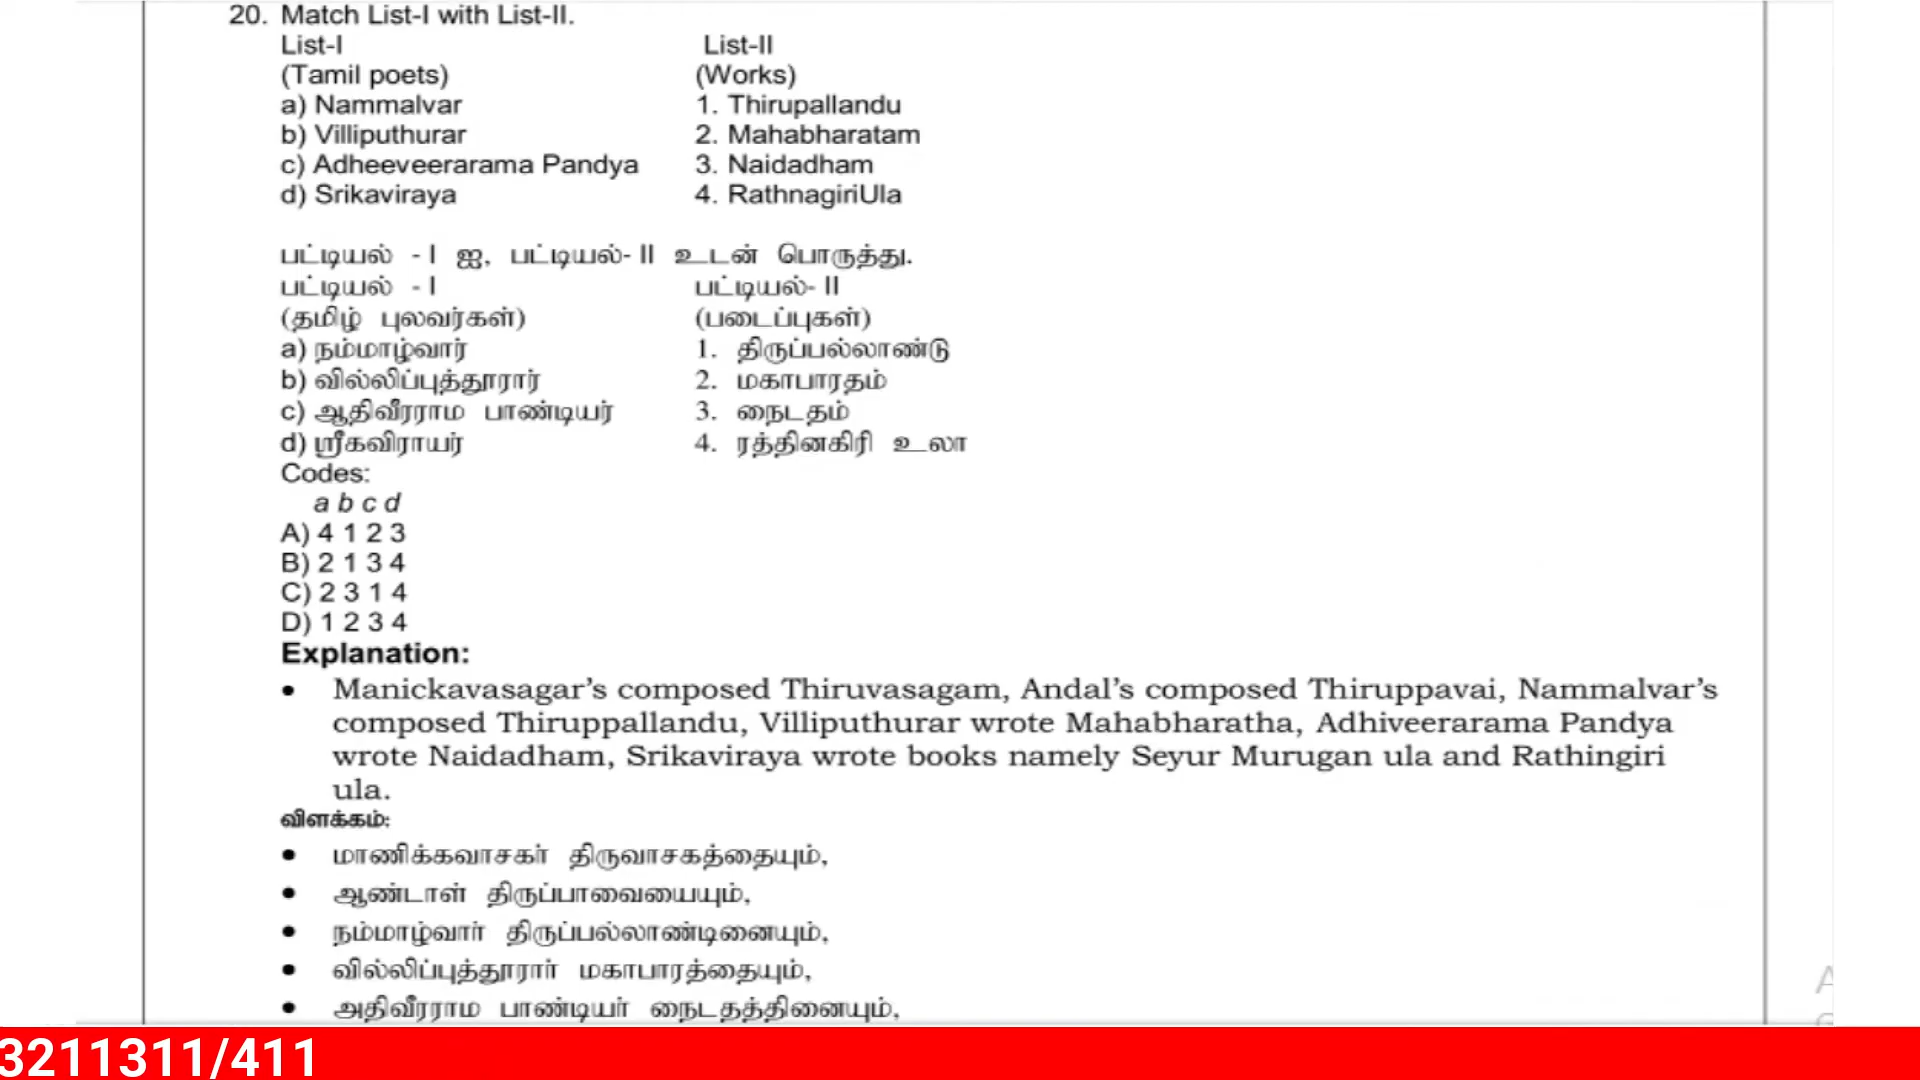 20. Match List-I with List-II.
List-I List-II
(Tamil poets) (Works)
a) Nammalvar 1. Thirupallandu
b) Villiputhurar 2. Mahabharatam
c) Adheeveerarama Pandya 3. Naidadham
d) Srikaviraya 4. RathnagiriUla
பட்டியல் - I ஐ, பட்டியல்- II உடன் பொருத்து.
பட்டியல் - I பட்டியல்- II
(தமிழ் புலவர்கள்) (படைப்புகள்)
a) நம்மாழ்வார் 1. திருப்பல்லாண்டு
b) வில்லிப்புத்தூரார் 2. மகாபாரதம்
c) ஆதிவீரராம பாண்டியர் 3. நைடதம்
d) ஸ்ரீகவிராயர் 4. ரத்தினகிரி உலா
Codes:
a b c d
A) 4 1 2 3
B) 2 1 3 4
C) 2 3 1 4
D) 1 2 3 4
Explanation:
• Manickavasagar’s composed Thiruvasagam, Andal’s composed Thiruppavai, Nammalvar’s
composed Thiruppallandu, Villiputhurar wrote Mahabharatha, Adhiveerarama Pandya
wrote Naidadham, Srikaviraya wrote books namely Seyur Murugan ula and Rathingiri
ula.
விளக்கம்:
• மாணிக்கவாசகர் திருவாசகத்தையும்,
• ஆண்டாள் திருப்பாவையையும்,
• நம்மாழ்வார் திருப்பல்லாண்டினையும்,
• வில்லிப்புத்தூரார் மகாபாரத்தையும்,
• அதிவீரராம பாண்டியர் நைடதத்தினையும்,
3211311/411